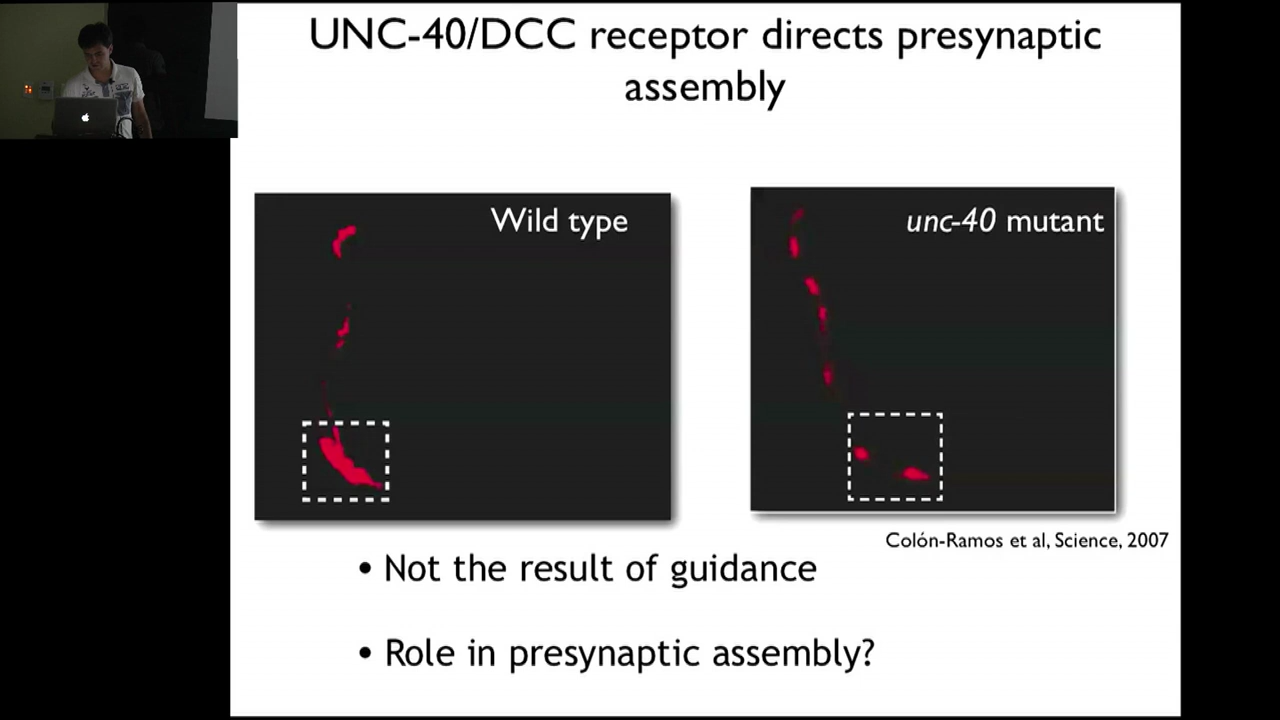 UNC-40/DCC receptor directs presynaptic
assembly
Wild type
unc-40 mutant
Colón-Ramos et al, Science, 2007
• Not the result of guidance
• Role in presynaptic assembly?